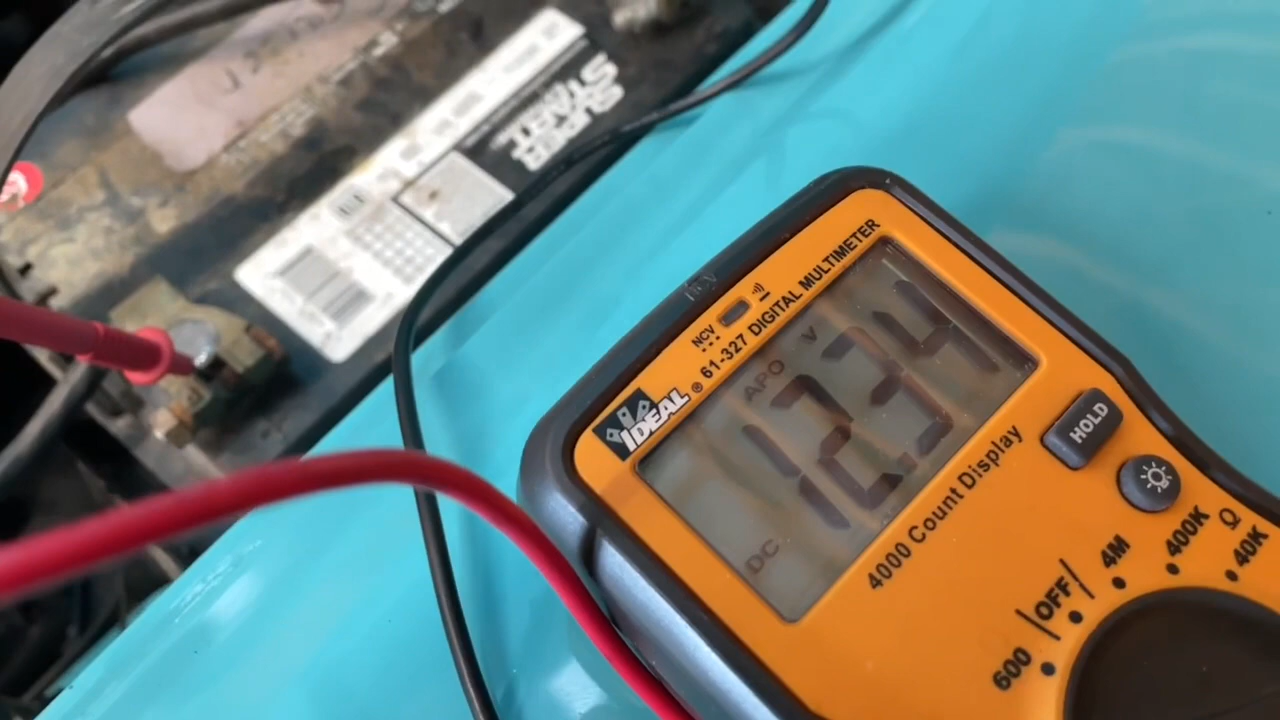 SUPER
START
NCV
IDEAL® 61-327 DIGITAL MULTIMETER
APO V
12.34
DC
4000 Count Display
HOLD
600
OFF
4M
400K
Ω
40K